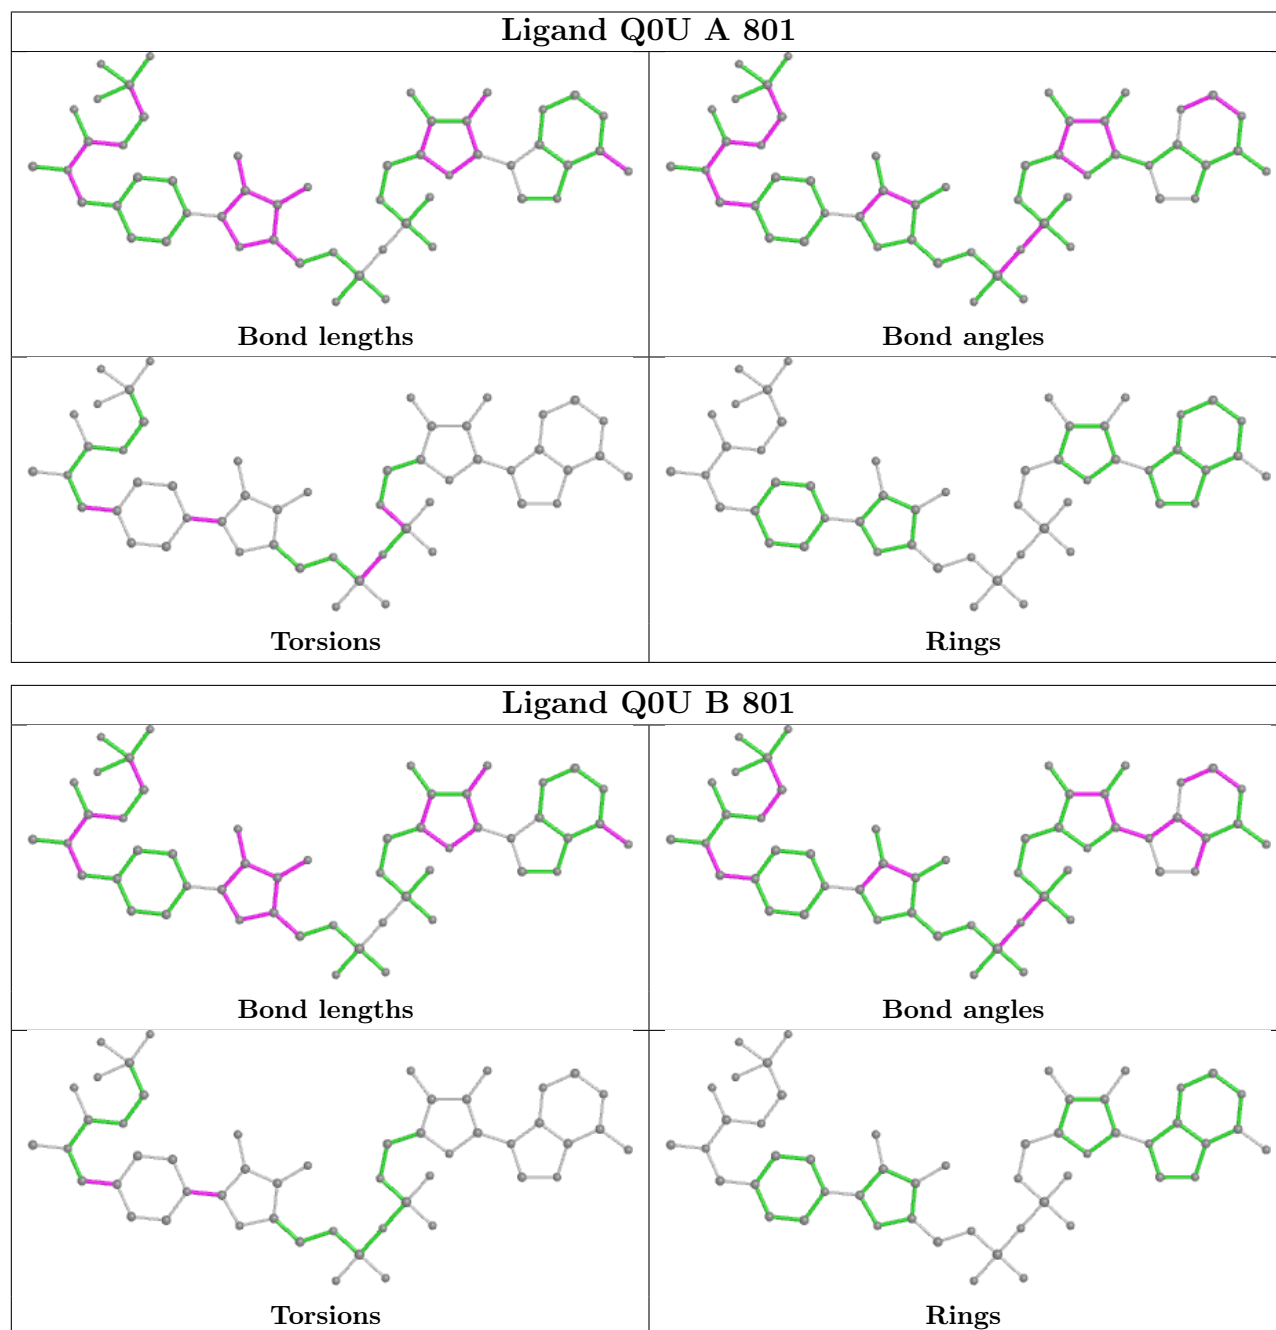 Ligand Q0U A 801
Bond lengths
Bond angles
Torsions
Rings
Ligand Q0U B 801
Bond lengths
Bond angles
Torsions
Rings